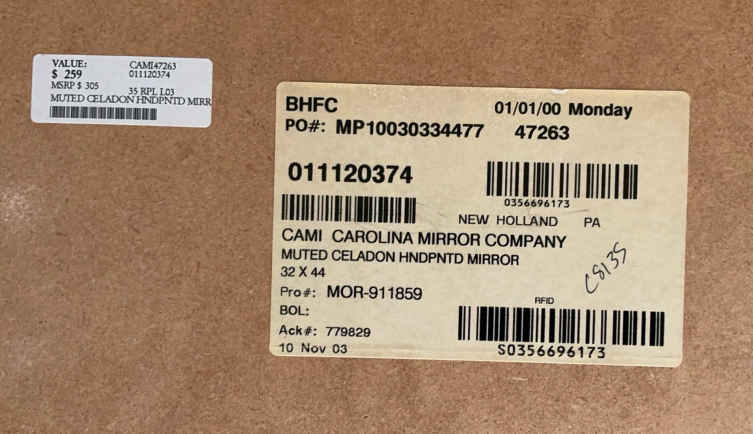 VALUE: CAMI47263
$ 259 011120374
MSRP $ 305 35 RPL L03
MUTED CELADON HNDPNTD MIRR
BHFC 01/01/00 Monday
PO#: MP10030334477 47263
011120374
0356696173
NEW HOLLAND PA
CAMI CAROLINA MIRROR COMPANY
MUTED CELADON HNDPNTD MIRROR
32 X 44
C8135
Pro#: MOR-911859
RFID
BOL:
Ack#: 779829
10 Nov 03
S0356696173